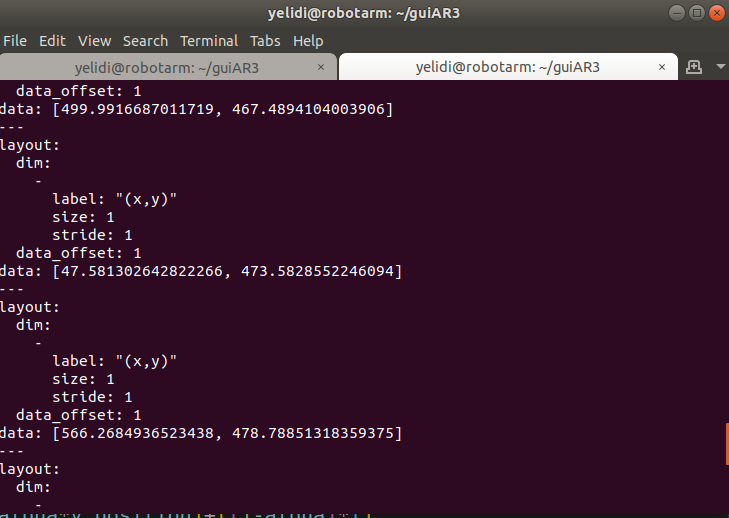 yelidi@robotarm: ~/guiAR3
File Edit View Search Terminal Tabs Help
yelidi@robotarm: ~/guiAR3 × yelidi@robotarm: ~/guiAR3 ×
  data_offset: 1
data: [499.9916687011719, 467.4894104003906]
---
layout:
  dim:
    -
      label: "(x,y)"
      size: 1
      stride: 1
  data_offset: 1
data: [47.581302642822266, 473.5828552246094]
---
layout:
  dim:
    -
      label: "(x,y)"
      size: 1
      stride: 1
  data_offset: 1
data: [566.2684936523438, 478.78851318359375]
---
layout:
  dim:
    -